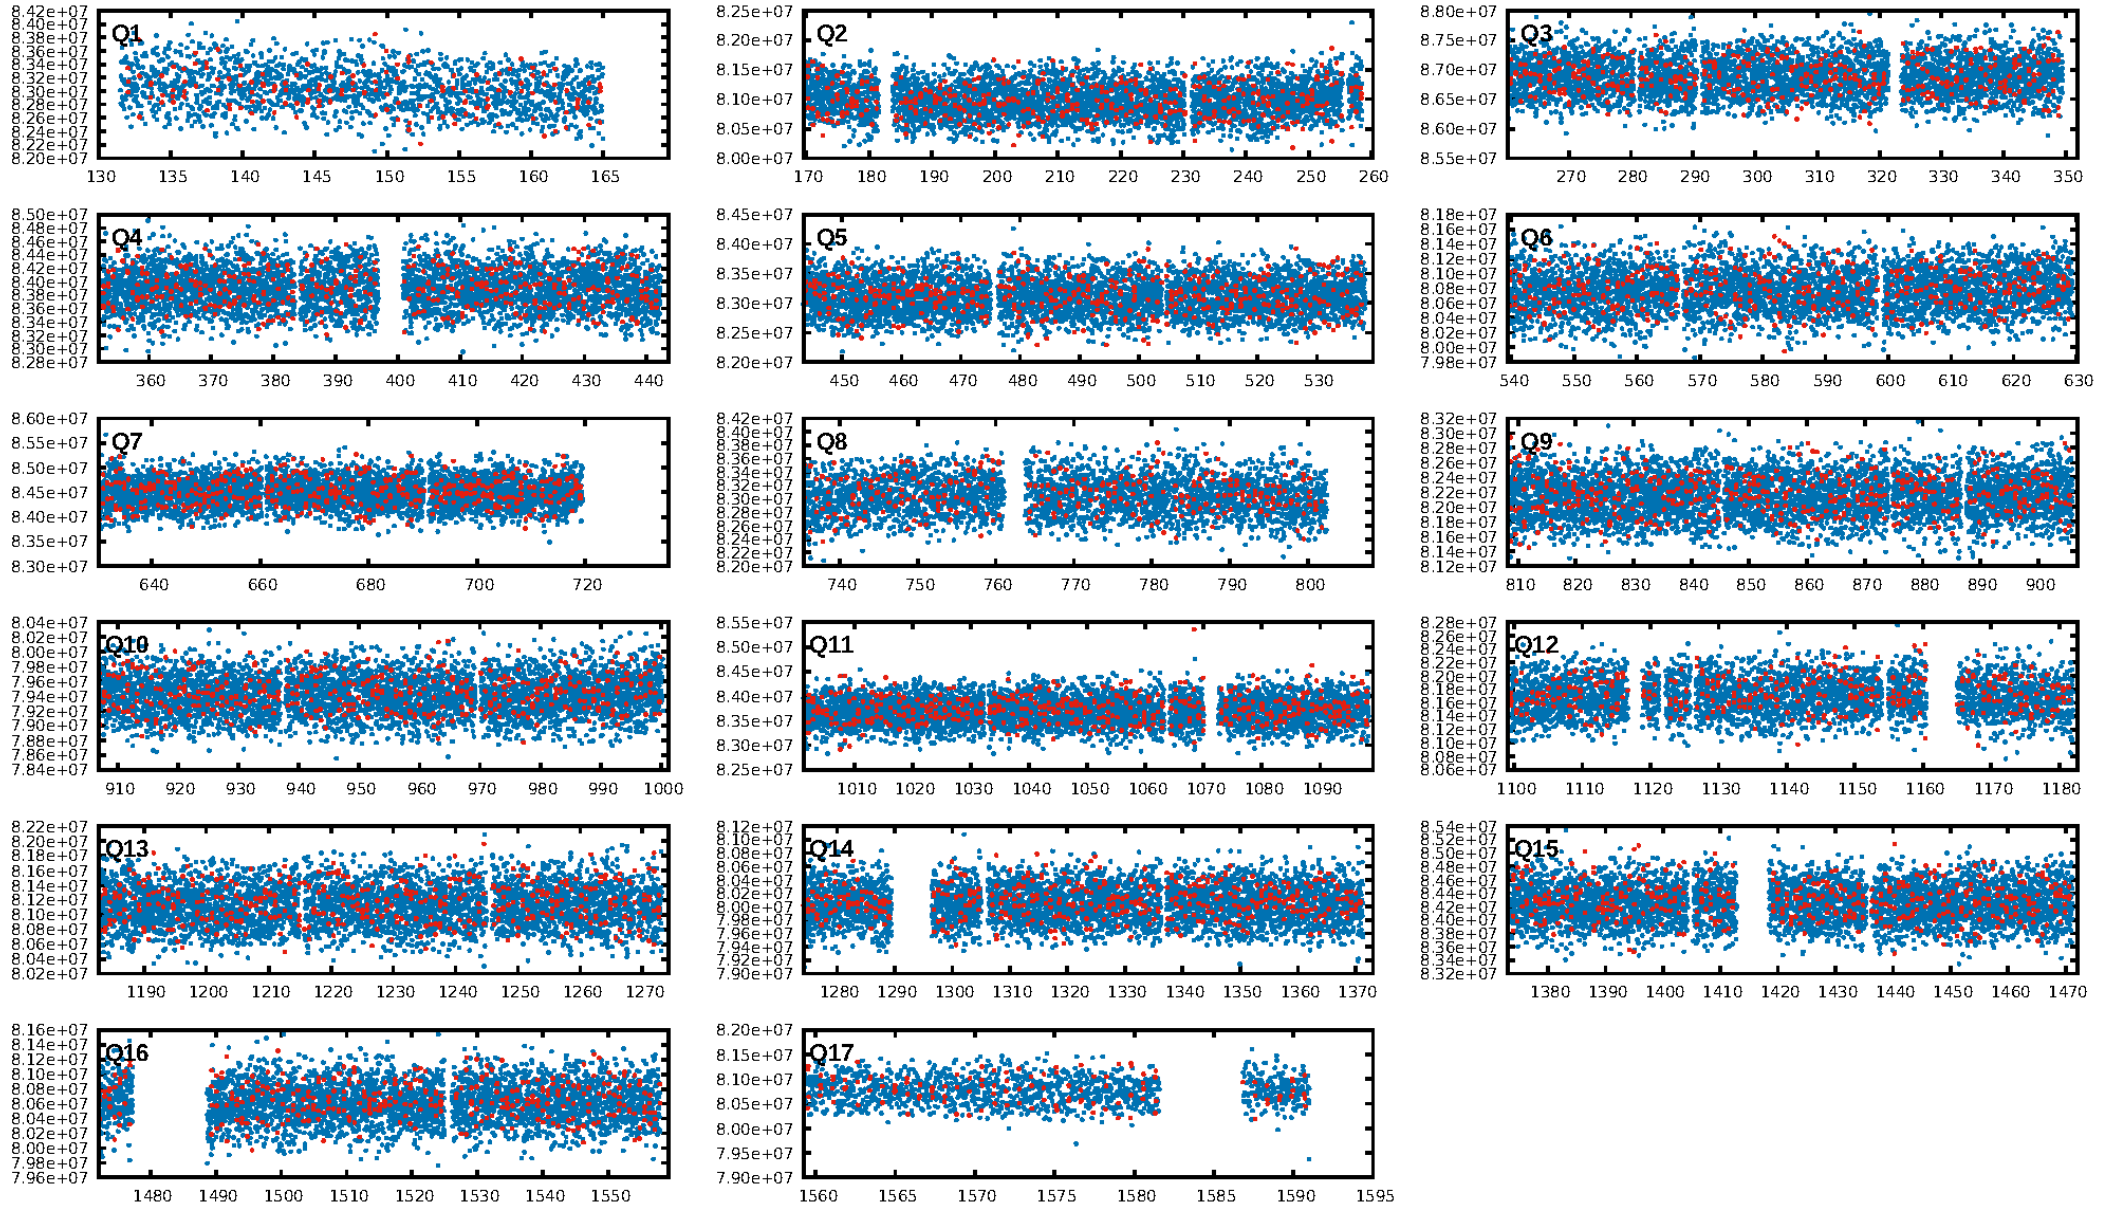 8.42e+07
8.40e+07
8.38e+07
8.36e+07
8.34e+07
8.32e+07
8.30e+07
8.28e+07
8.26e+07
8.24e+07
8.22e+07
8.20e+07
Q1
130 135 140 145 150 155 160 165
8.25e+07
8.20e+07
8.15e+07
8.10e+07
8.05e+07
8.00e+07
Q2
170 180 190 200 210 220 230 240 250 260
8.80e+07
8.75e+07
8.70e+07
8.65e+07
8.60e+07
8.55e+07
Q3
270 280 290 300 310 320 330 340 350
8.50e+07
8.48e+07
8.46e+07
8.44e+07
8.42e+07
8.40e+07
8.38e+07
8.36e+07
8.34e+07
8.32e+07
8.30e+07
8.28e+07
Q4
360 370 380 390 400 410 420 430 440
8.45e+07
8.40e+07
8.35e+07
8.30e+07
8.25e+07
8.20e+07
Q5
450 460 470 480 490 500 510 520 530
8.18e+07
8.16e+07
8.14e+07
8.12e+07
8.10e+07
8.08e+07
8.06e+07
8.04e+07
8.02e+07
8.00e+07
7.98e+07
Q6
540 550 560 570 580 590 600 610 620 630
8.60e+07
8.55e+07
8.50e+07
8.45e+07
8.40e+07
8.35e+07
8.30e+07
Q7
640 660 680 700 720
8.42e+07
8.40e+07
8.38e+07
8.36e+07
8.34e+07
8.32e+07
8.30e+07
8.28e+07
8.26e+07
8.24e+07
8.22e+07
8.20e+07
Q8
740 750 760 770 780 790 800
8.32e+07
8.30e+07
8.28e+07
8.26e+07
8.24e+07
8.22e+07
8.20e+07
8.18e+07
8.16e+07
8.14e+07
8.12e+07
Q9
810 820 830 840 850 860 870 880 890 900
8.04e+07
8.02e+07
8.00e+07
7.98e+07
7.96e+07
7.94e+07
7.92e+07
7.90e+07
7.88e+07
7.86e+07
7.84e+07
Q10
910 920 930 940 950 960 970 980 990 1000
8.55e+07
8.50e+07
8.45e+07
8.40e+07
8.35e+07
8.30e+07
8.25e+07
Q11
1010 1020 1030 1040 1050 1060 1070 1080 1090
8.28e+07
8.26e+07
8.24e+07
8.22e+07
8.20e+07
8.18e+07
8.16e+07
8.14e+07
8.12e+07
8.10e+07
8.08e+07
8.06e+07
Q12
1100 1110 1120 1130 1140 1150 1160 1170 1180
8.22e+07
8.20e+07
8.18e+07
8.16e+07
8.14e+07
8.12e+07
8.10e+07
8.08e+07
8.06e+07
8.04e+07
8.02e+07
Q13
1190 1200 1210 1220 1230 1240 1250 1260 1270
8.12e+07
8.10e+07
8.08e+07
8.06e+07
8.04e+07
8.02e+07
8.00e+07
7.98e+07
7.96e+07
7.94e+07
7.92e+07
7.90e+07
Q14
1280 1290 1300 1310 1320 1330 1340 1350 1360 1370
8.54e+07
8.52e+07
8.50e+07
8.48e+07
8.46e+07
8.44e+07
8.42e+07
8.40e+07
8.38e+07
8.36e+07
8.34e+07
8.32e+07
Q15
1380 1390 1400 1410 1420 1430 1440 1450 1460 1470
8.16e+07
8.14e+07
8.12e+07
8.10e+07
8.08e+07
8.06e+07
8.04e+07
8.02e+07
8.00e+07
7.98e+07
7.96e+07
Q16
1480 1490 1500 1510 1520 1530 1540 1550
8.20e+07
8.15e+07
8.10e+07
8.05e+07
8.00e+07
7.95e+07
7.90e+07
Q17
1560 1565 1570 1575 1580 1585 1590 1595